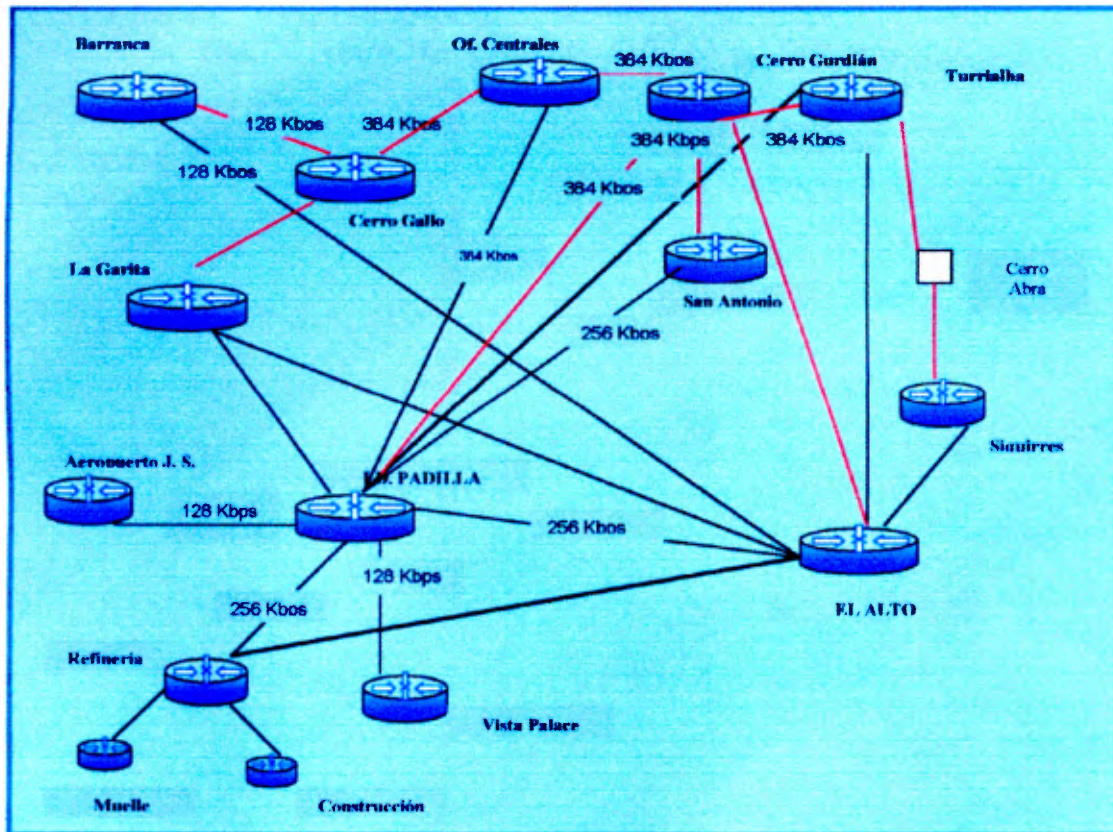 Barranca
Of. Centrales
384 Kbos
Cerro Gurdián
Turrialba
128 Kbos
384 Kbos
384 Kbps
384 Kbos
128 Kbos
384 Kbos
Cerro Gallo
384 Kbos
La Garita
San Antonio
Cerro
Abra
256 Kbos
Siquirres
Aeropuerto J. S.
PADILLA
128 Kbps
256 Kbos
128 Kbps
256 Kbos
EL ALTO
Refinería
Vista Palace
Muelle
Construcción